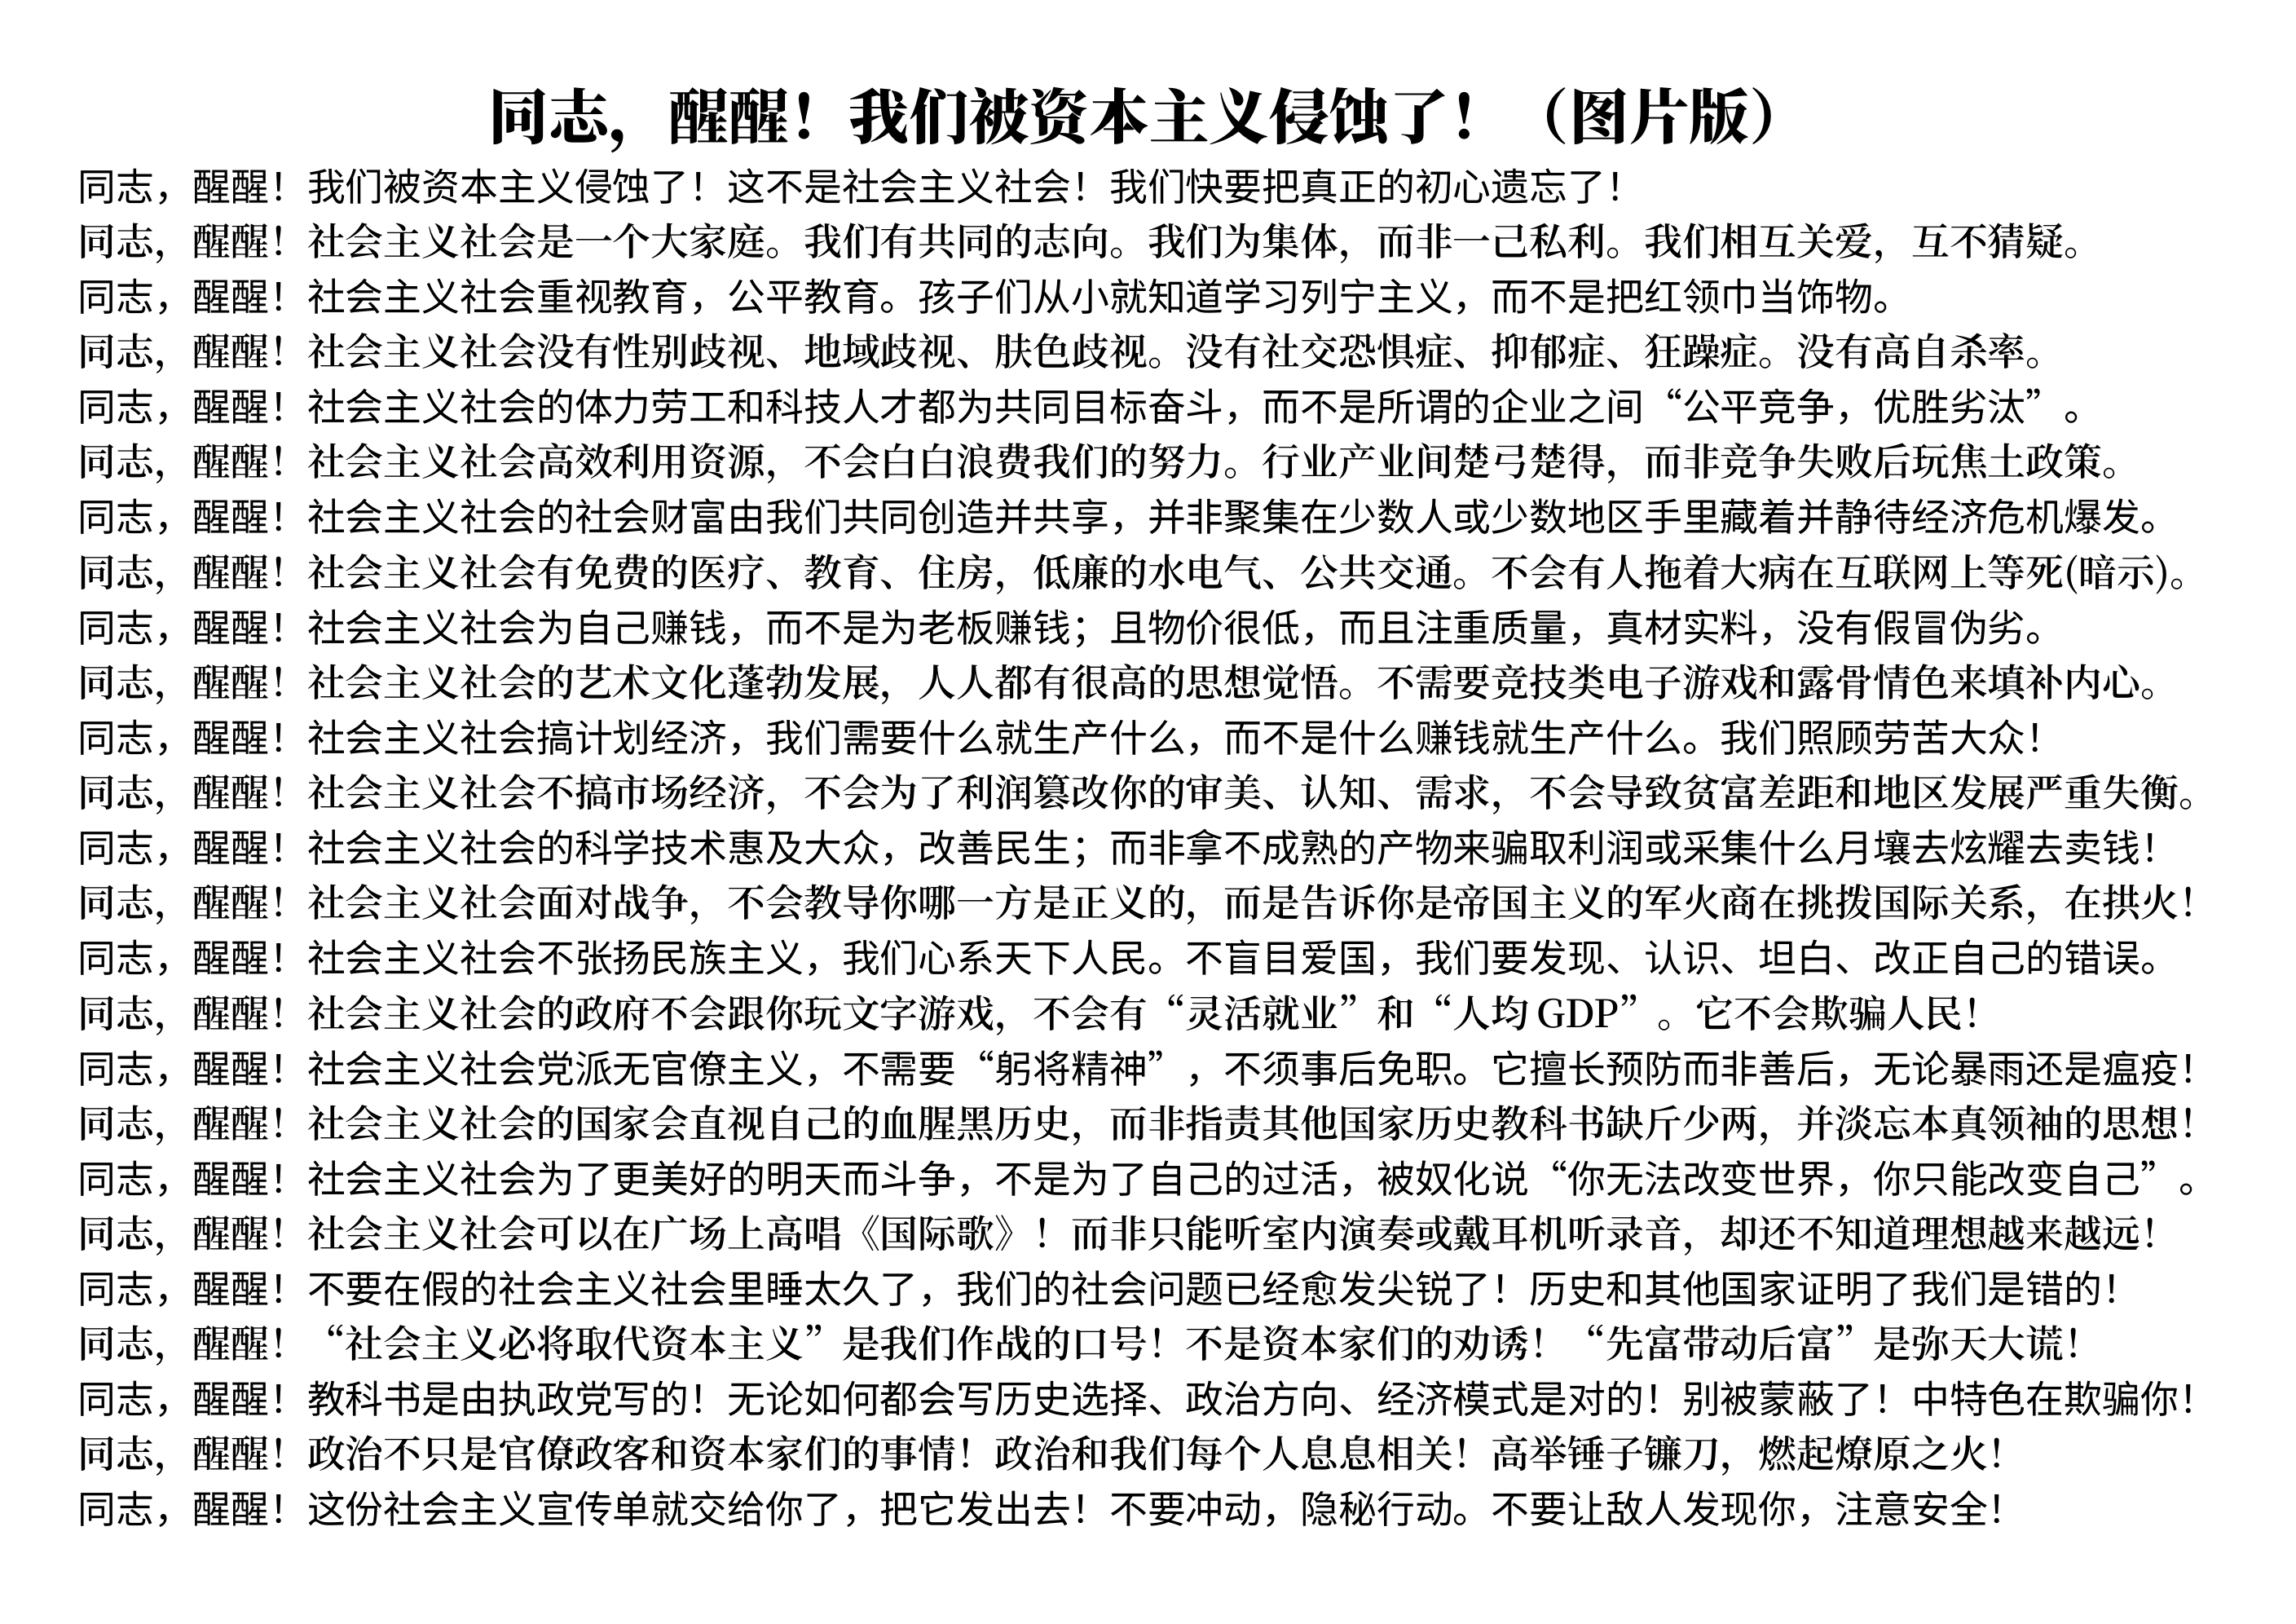 同志，醒醒！我们被资本主义侵蚀了！（图片版）
同志，醒醒！我们被资本主义侵蚀了！这不是社会主义社会！我们快要把真正的初心遗忘了！
同志，醒醒！社会主义社会是一个大家庭。我们有共同的志向。我们为集体，而非一己私利。我们相互关爱，互不猜疑。
同志，醒醒！社会主义社会重视教育，公平教育。孩子们从小就知道学习列宁主义，而不是把红领巾当饰物。
同志，醒醒！社会主义社会没有性别歧视、地域歧视、肤色歧视。没有社交恐惧症、抑郁症、狂躁症。没有高自杀率。
同志，醒醒！社会主义社会的体力劳工和科技人才都为共同目标奋斗，而不是所谓的企业之间“公平竞争，优胜劣汰”。
同志，醒醒！社会主义社会高效利用资源，不会白白浪费我们的努力。行业产业间楚弓楚得，而非竞争失败后玩焦土政策。
同志，醒醒！社会主义社会的社会财富由我们共同创造并共享，并非聚集在少数人或少数地区手里藏着并静待经济危机爆发。
同志，醒醒！社会主义社会有免费的医疗、教育、住房，低廉的水电气、公共交通。不会有人拖着大病在互联网上等死(暗示)。
同志，醒醒！社会主义社会为自己赚钱，而不是为老板赚钱；且物价很低，而且注重质量，真材实料，没有假冒伪劣。
同志，醒醒！社会主义社会的艺术文化蓬勃发展，人人都有很高的思想觉悟。不需要竞技类电子游戏和露骨情色来填补内心。
同志，醒醒！社会主义社会搞计划经济，我们需要什么就生产什么，而不是什么赚钱就生产什么。我们照顾劳苦大众！
同志，醒醒！社会主义社会不搞市场经济，不会为了利润篡改你的审美、认知、需求，不会导致贫富差距和地区发展严重失衡。
同志，醒醒！社会主义社会的科学技术惠及大众，改善民生；而非拿不成熟的产物来骗取利润或采集什么月壤去炫耀去卖钱！
同志，醒醒！社会主义社会面对战争，不会教导你哪一方是正义的，而是告诉你是帝国主义的军火商在挑拨国际关系，在拱火！
同志，醒醒！社会主义社会不张扬民族主义，我们心系天下人民。不盲目爱国，我们要发现、认识、坦白、改正自己的错误。
同志，醒醒！社会主义社会的政府不会跟你玩文字游戏，不会有“灵活就业”和“人均 GDP”。它不会欺骗人民！
同志，醒醒！社会主义社会党派无官僚主义，不需要“躬将精神”，不须事后免职。它擅长预防而非善后，无论暴雨还是瘟疫！
同志，醒醒！社会主义社会的国家会直视自己的血腥黑历史，而非指责其他国家历史教科书缺斤少两，并淡忘本真领袖的思想！
同志，醒醒！社会主义社会为了更美好的明天而斗争，不是为了自己的过活，被奴化说“你无法改变世界，你只能改变自己”。
同志，醒醒！社会主义社会可以在广场上高唱《国际歌》！而非只能听室内演奏或戴耳机听录音，却还不知道理想越来越远！
同志，醒醒！不要在假的社会主义社会里睡太久了，我们的社会问题已经愈发尖锐了！历史和其他国家证明了我们是错的！
同志，醒醒！“社会主义必将取代资本主义”是我们作战的口号！不是资本家们的劝诱！“先富带动后富”是弥天大谎！
同志，醒醒！教科书是由执政党写的！无论如何都会写历史选择、政治方向、经济模式是对的！别被蒙蔽了！中特色在欺骗你！
同志，醒醒！政治不只是官僚政客和资本家们的事情！政治和我们每个人息息相关！高举锤子镰刀，燃起燎原之火！
同志，醒醒！这份社会主义宣传单就交给你了，把它发出去！不要冲动，隐秘行动。不要让敌人发现你，注意安全！